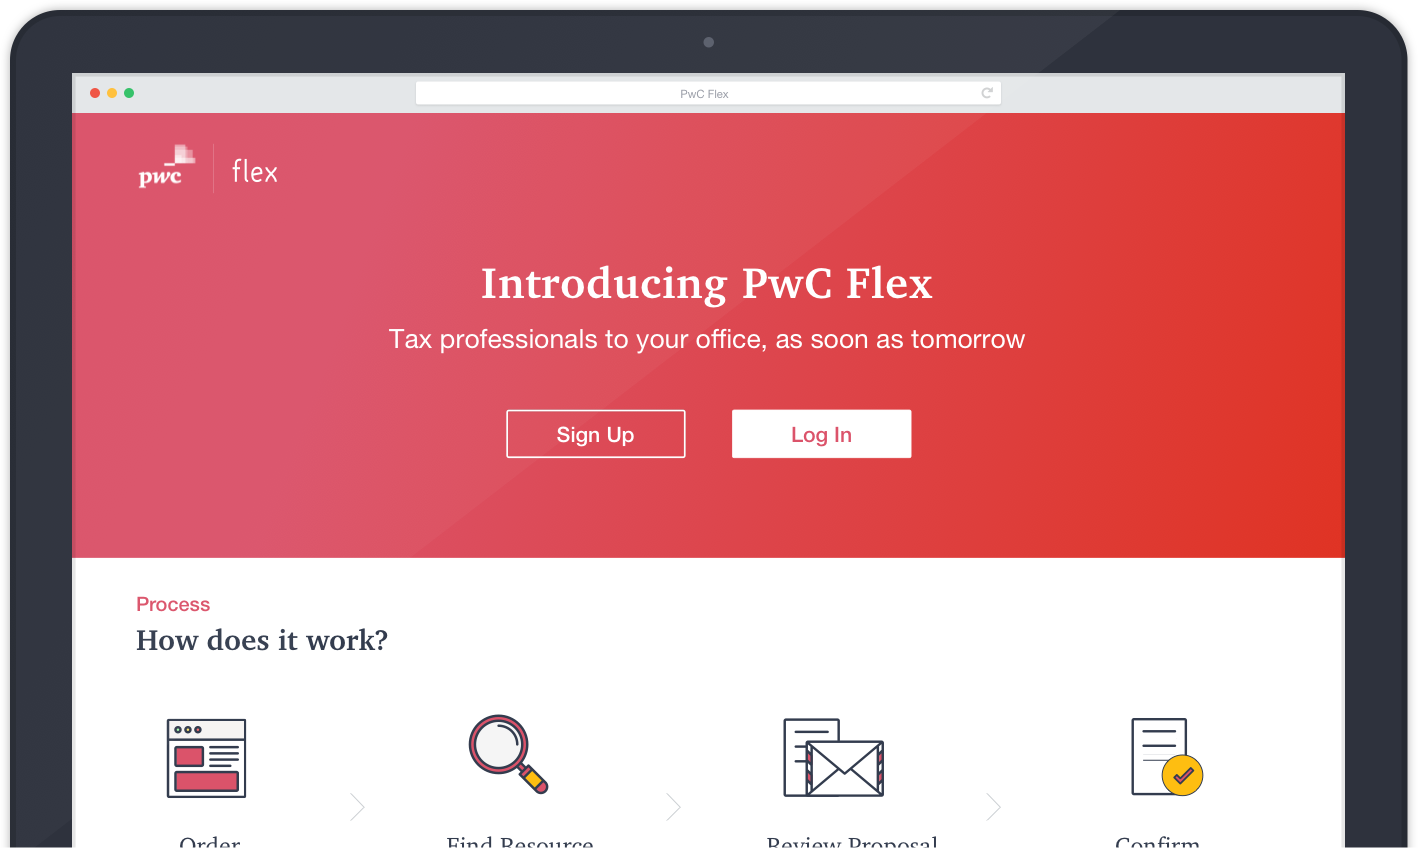 PwC Flex
pwc flex
Introducing PwC Flex
Tax professionals to your office, as soon as tomorrow
Sign Up Log In
Process
How does it work?
Order Find Resource Review Proposal Confirm